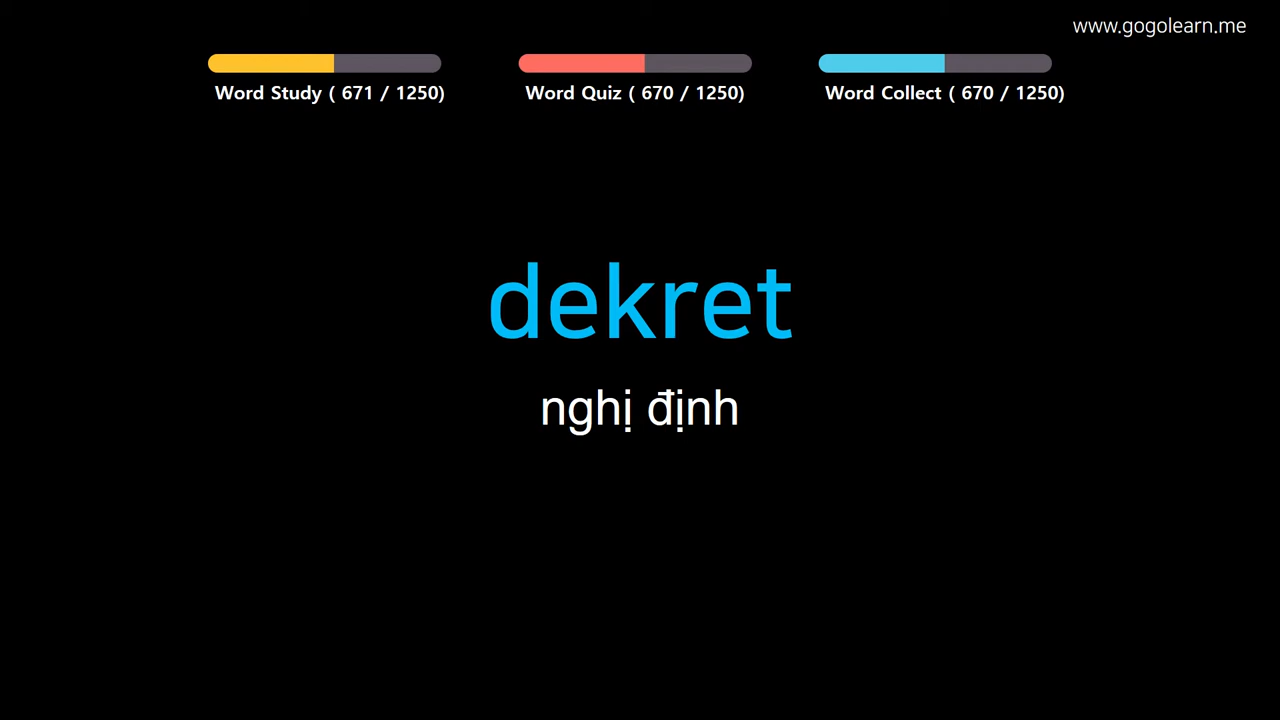 www.gogolearn.me
Word Study ( 671 / 1250)
Word Quiz ( 670 / 1250)
Word Collect ( 670 / 1250)
dekret
nghị định